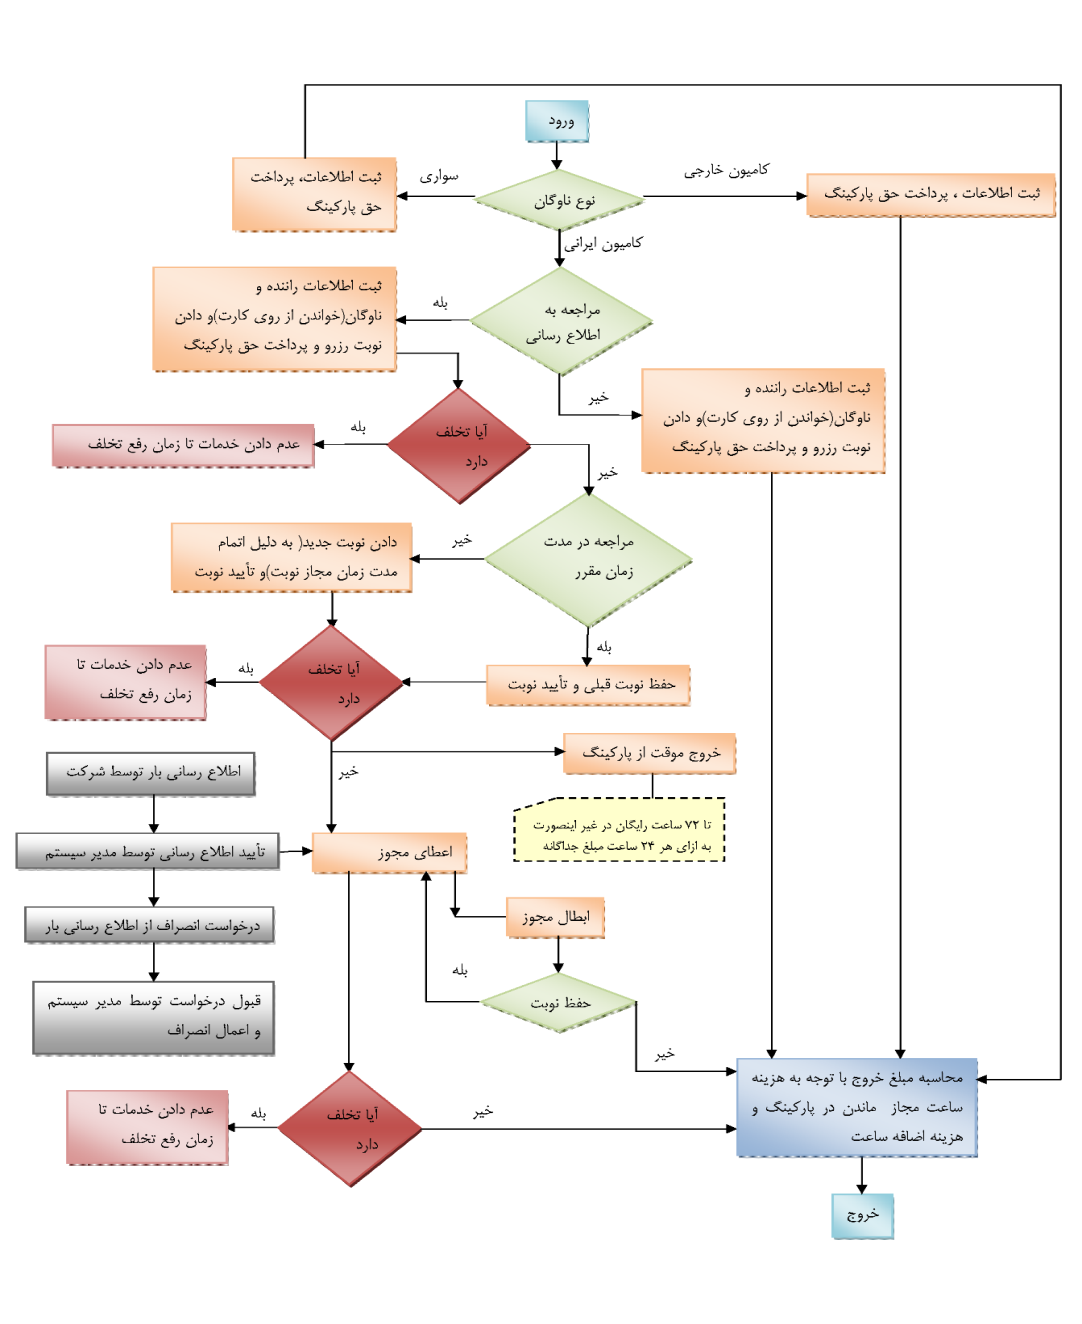 ورود
کامیون خارجی
سواری
ثبت اطلاعات ، پرداخت حق پارکینگ
نوع ناوگان
ثبت اطلاعات، پرداخت
حق پارکینگ
کامیون ایرانی
مراجعه به
اطلاع رسانی
بله
ثبت اطلاعات راننده و
ناوگان(خواندن از روی کارت)و دادن
نوبت رزرو و پرداخت حق پارکینگ
خیر
ثبت اطلاعات راننده و
ناوگان(خواندن از روی کارت)و دادن
نوبت رزرو و پرداخت حق پارکینگ
آیا تخلف
دارد
بله
عدم دادن خدمات تا زمان رفع تخلف
خیر
مراجعه در مدت
زمان مقرر
خیر
دادن نوبت جدید( به دلیل اتمام
مدت زمان مجاز نوبت)و تأیید نوبت
بله
حفظ نوبت قبلی و تأیید نوبت
آیا تخلف
دارد
بله
عدم دادن خدمات تا
زمان رفع تخلف
خروج موقت از پارکینگ
خیر
تا ۷۲ ساعت رایگان در غیر اینصورت
به ازای هر ۲۴ ساعت مبلغ جداگانه
اطلاع رسانی بار توسط شرکت
تأیید اطلاع رسانی توسط مدیر سیستم
اعطای مجوز
درخواست انصراف از اطلاع رسانی بار
ابطال مجوز
قبول درخواست توسط مدیر سیستم
و اعمال انصراف
بله
حفظ نوبت
خیر
محاسبه مبلغ خروج با توجه به هزینه
ساعت مجاز ماندن در پارکینگ و
هزینه اضافه ساعت
خیر
آیا تخلف
دارد
بله
عدم دادن خدمات تا
زمان رفع تخلف
خروج